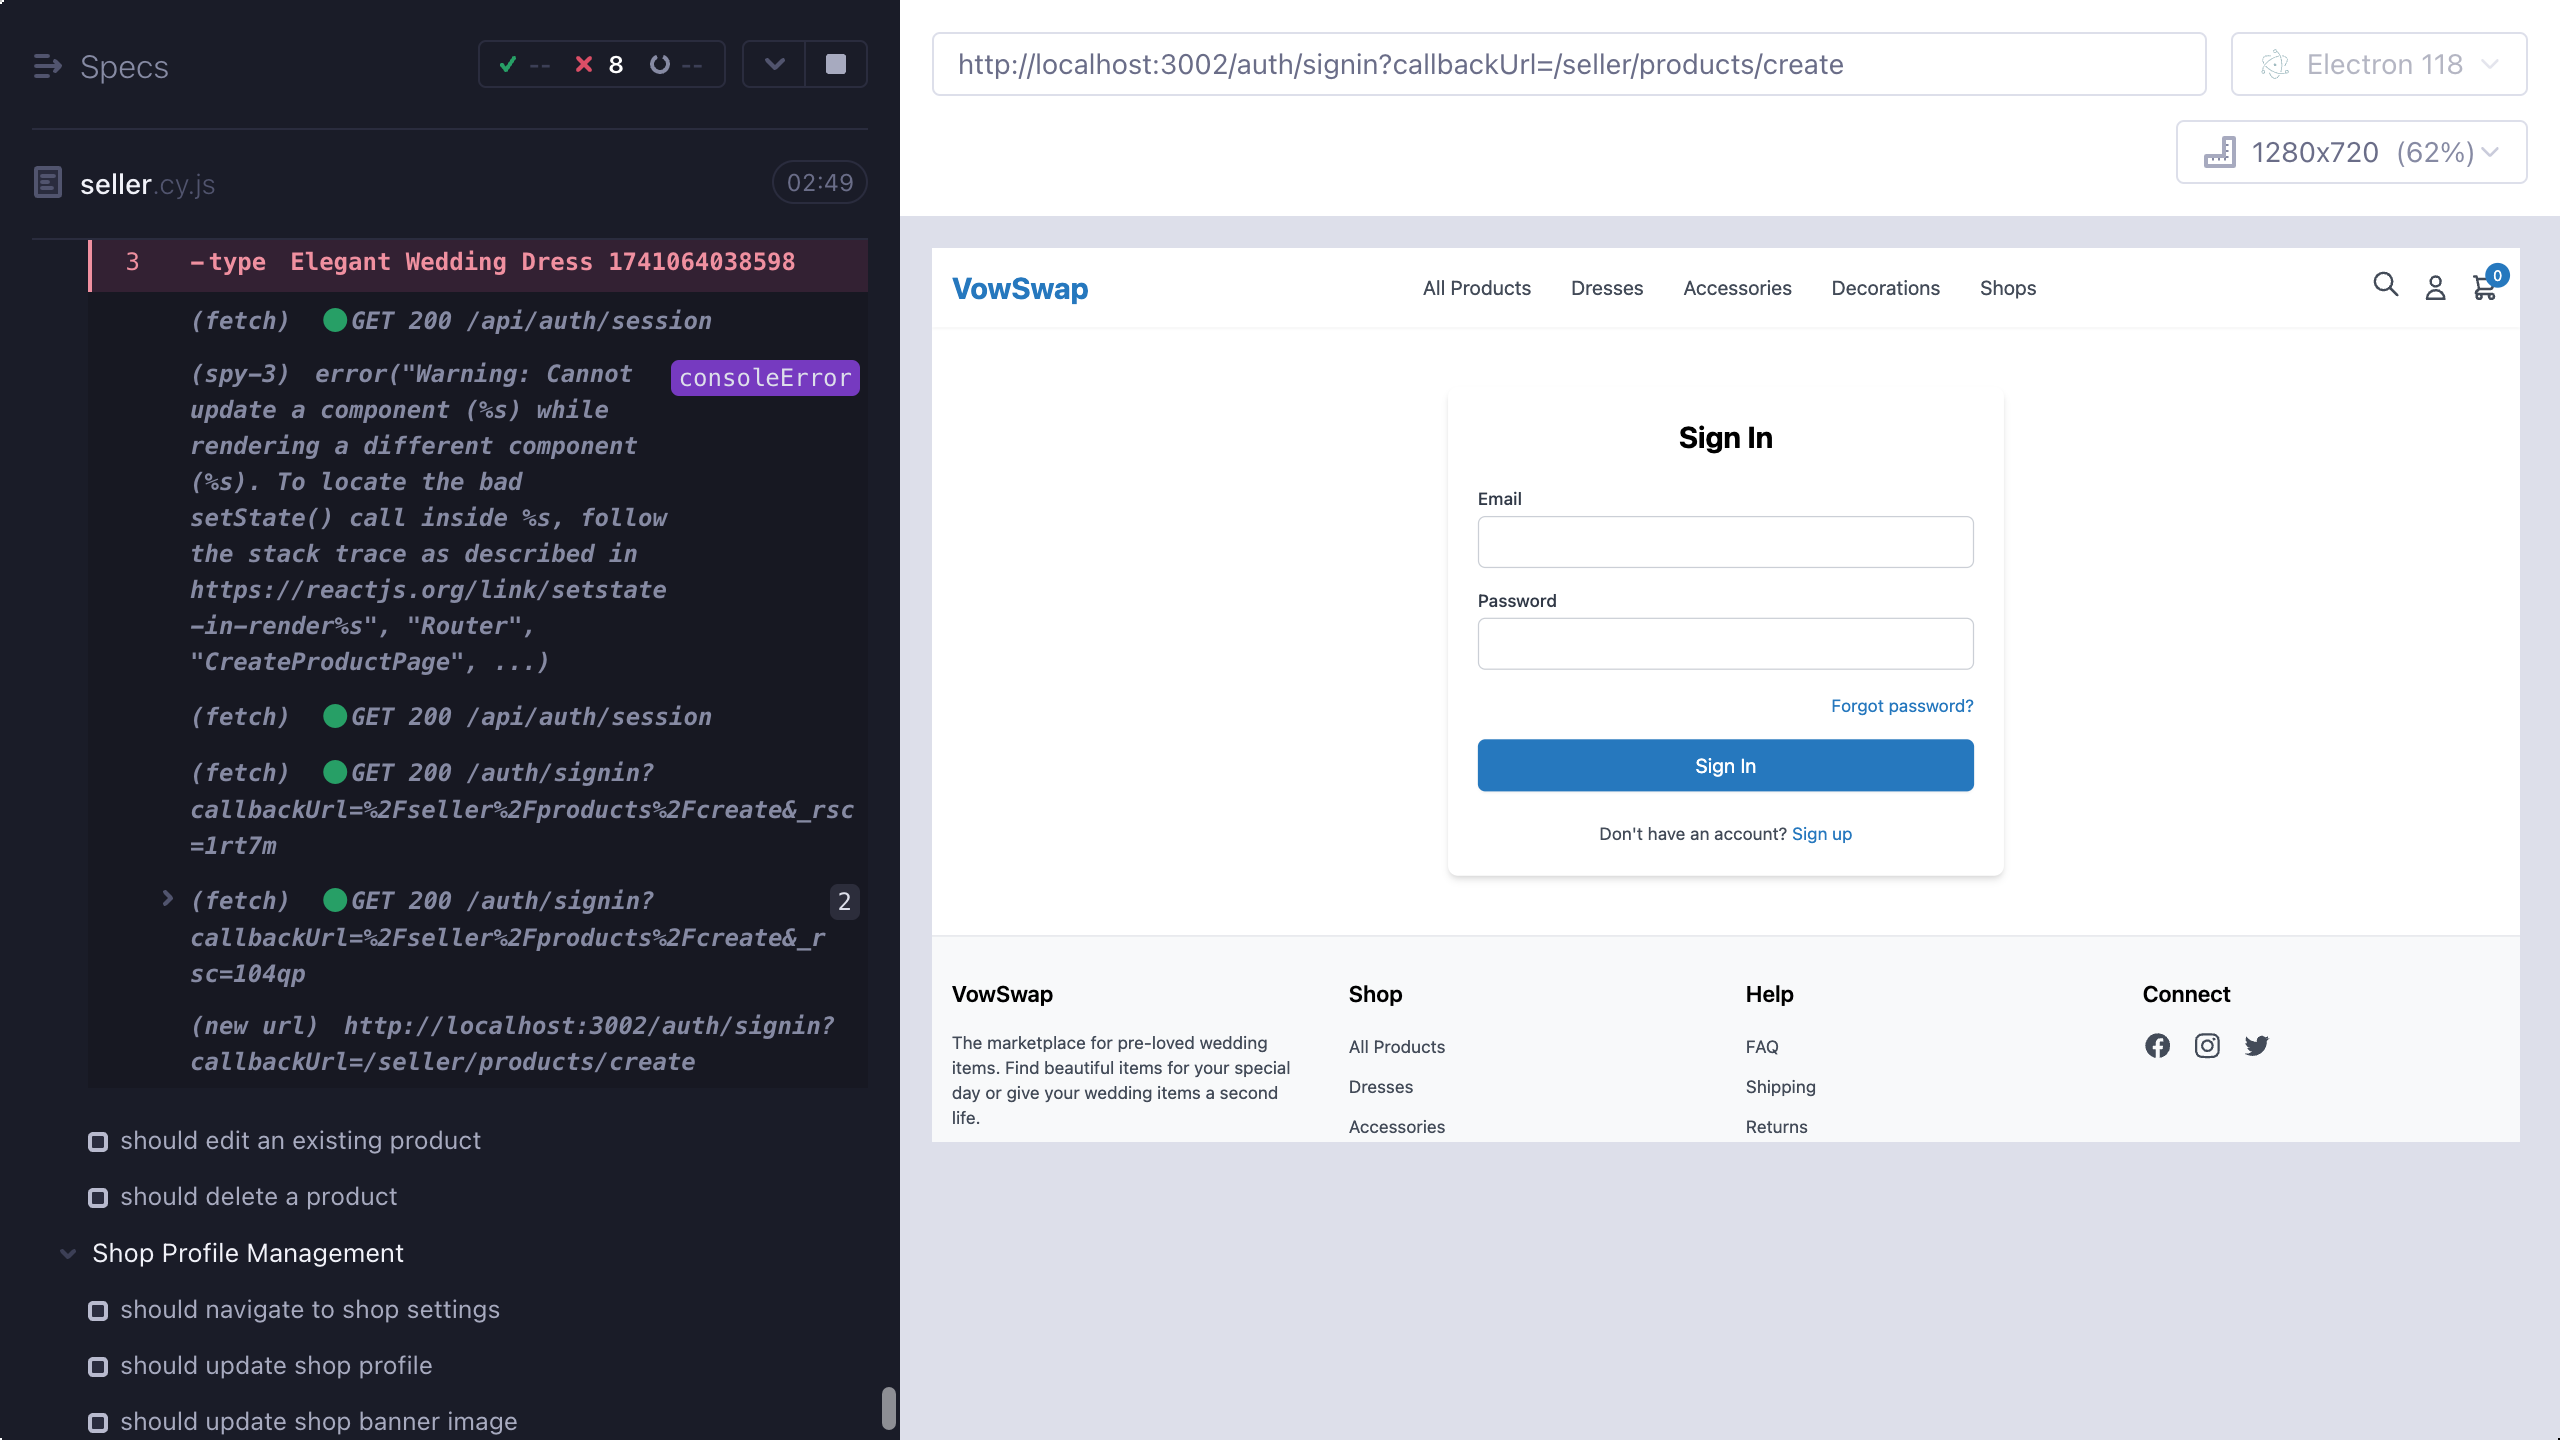 Specs
-- 8 --
seller.cy.js
02:49
3 -type Elegant Wedding Dress 1741064038598
(fetch) GET 200 /api/auth/session
(spy-3) error("Warning: Cannot consoleError
update a component (%s) while
rendering a different component
(%s). To locate the bad
setState() call inside %s, follow
the stack trace as described in
https://reactjs.org/link/setstate
-in-render%s", "Router",
"CreateProductPage", ...)
(fetch) GET 200 /api/auth/session
(fetch) GET 200 /auth/signin?
callbackUrl=%2Fseller%2Fproducts%2Fcreate&_rsc
=1rt7m
(fetch) GET 200 /auth/signin? 2
callbackUrl=%2Fseller%2Fproducts%2Fcreate&_r
sc=104qp
(new url) http://localhost:3002/auth/signin?
callbackUrl=/seller/products/create
should edit an existing product
should delete a product
Shop Profile Management
should navigate to shop settings
should update shop profile
should update shop banner image
http://localhost:3002/auth/signin?callbackUrl=/seller/products/create
Electron 118
1280x720 (62%)
VowSwap
All Products Dresses Accessories Decorations Shops
0
Sign In
Email
Password
Forgot password?
Sign In
Don't have an account? Sign up
VowSwap
The marketplace for pre-loved wedding
items. Find beautiful items for your special
day or give your wedding items a second
life.
Shop
All Products
Dresses
Accessories
Help
FAQ
Shipping
Returns
Connect